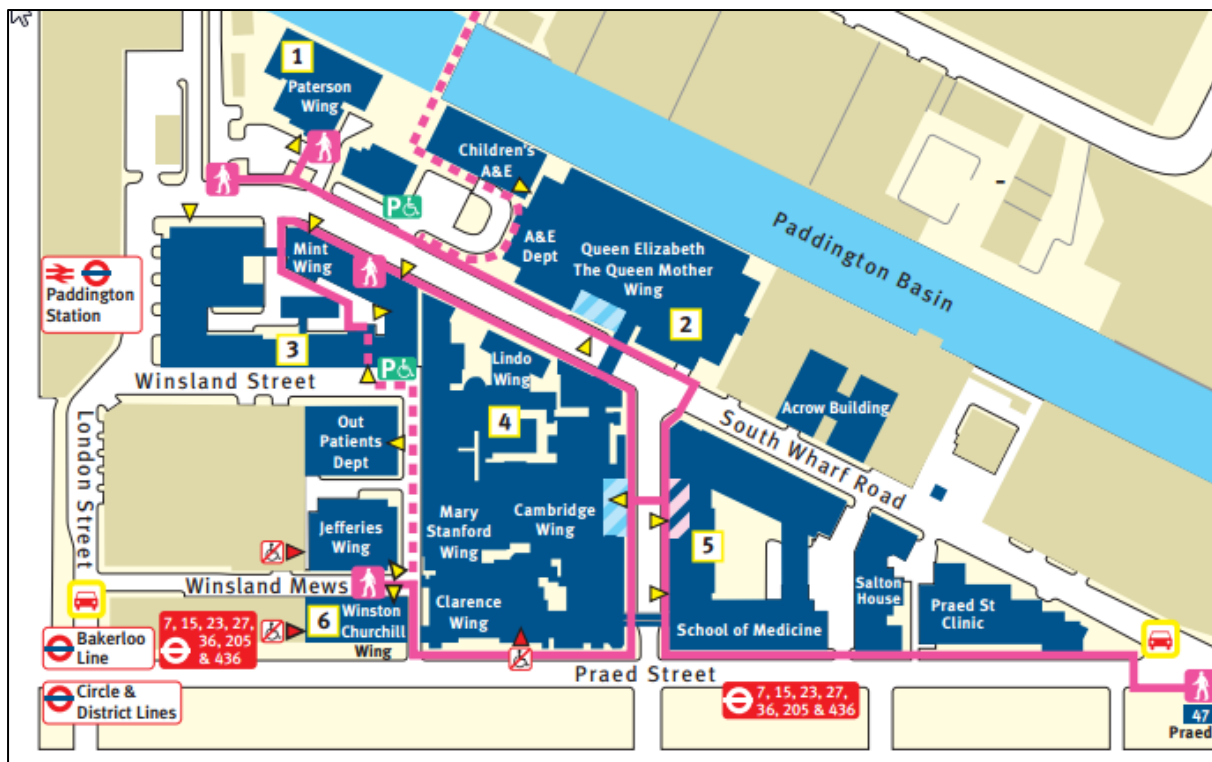 1
Paterson
Wing
Children's
A&E
P
A&E
Dept
Queen Elizabeth
The Queen Mother
Wing
2
Paddington Basin
Mint
Wing
Paddington
Station
3
P
Winsland Street
Lindo
Wing
4
Acrow Building
South Wharf Road
London Street
Out
Patients
Dept
Mary
Stanford
Wing
Cambridge
Wing
5
Jefferies
Wing
Winsland Mews
6
Winston
Churchill
Wing
Clarence
Wing
School of Medicine
Salton
House
Praed St
Clinic
7, 15, 23, 27,
36, 205
& 436
Bakerloo
Line
Praed Street
Circle &
District Lines
7, 15, 23, 27,
36, 205 & 436
47
Praed